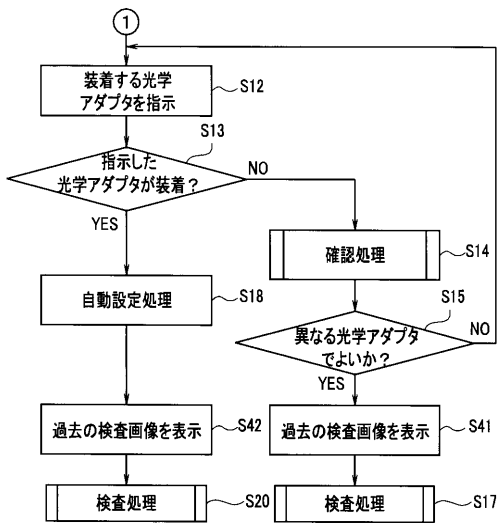 1
装着する光学
アダプタを指示
S12
S13
指示した
光学アダプタが装着？
NO
YES
確認処理
S14
自動設定処理
S18
S15
異なる光学アダプタ
でよいか？
NO
YES
過去の検査画像を表示
S42
過去の検査画像を表示
S41
検査処理
S20
検査処理
S17